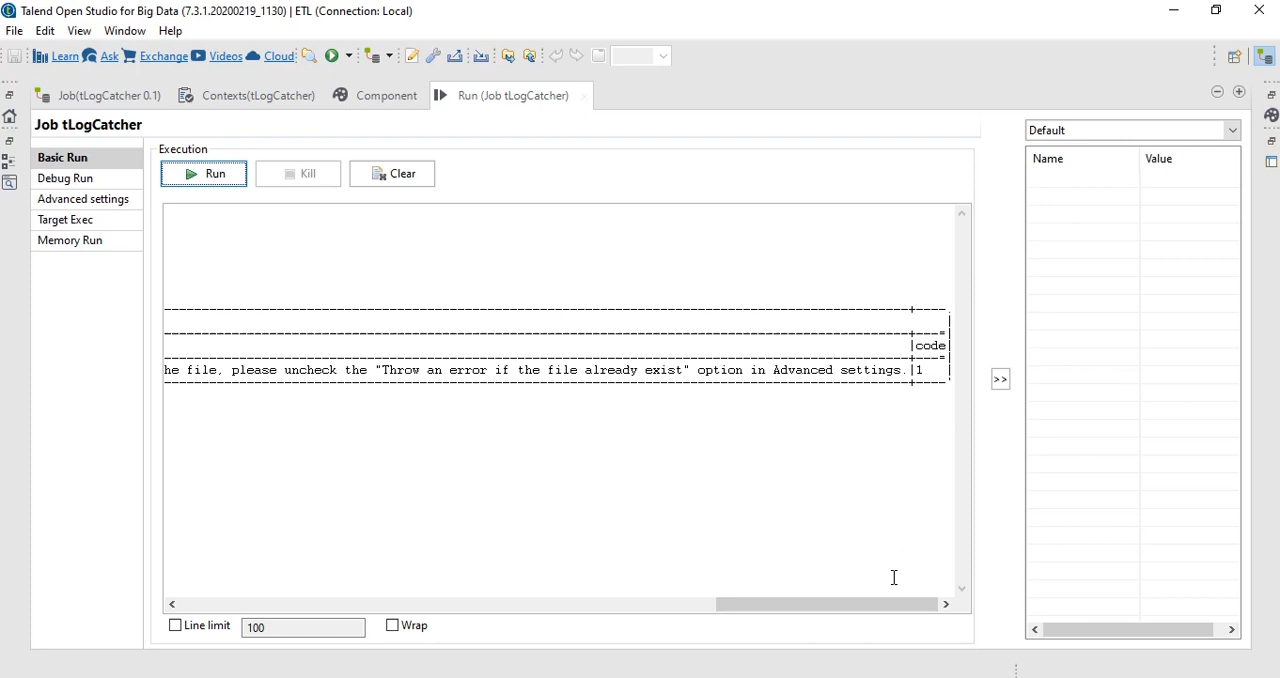 Talend Open Studio for Big Data (7.3.1.20200219_1130) | ETL (Connection: Local)
File Edit View Window Help
Learn Ask Exchange Videos Cloud
Job(tLogCatcher 0.1) Contexts(tLogCatcher) Component Run (Job tLogCatcher)
Job tLogCatcher
Default
Basic Run
Debug Run
Advanced settings
Target Exec
Memory Run
Execution
Run Kill Clear
Name Value
|code|
he file, please uncheck the "Throw an error if the file already exist" option in Advanced settings.|1 |
>>
Line limit 100 Wrap